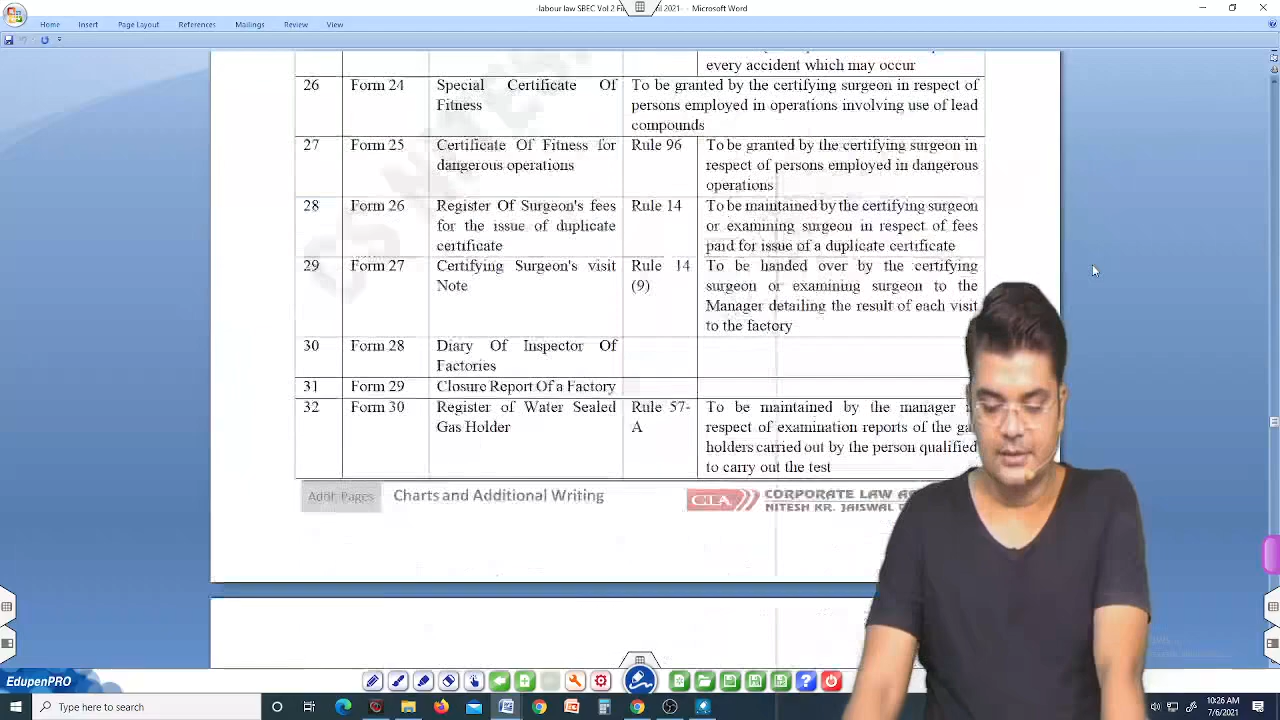 -labour law SBEC Vol 2 Fi
il 2021- - Microsoft Word
Home Insert Page Layout References Mailings Review View
every accident which may occur
26 Form 24 Special Certificate Of To be granted by the certifying surgeon in respect of
Fitness persons employed in operations involving use of lead
compounds
27 Form 25 Certificate Of Fitness for Rule 96 To be granted by the certifying surgeon in
dangerous operations respect of persons employed in dangerous
operations
28 Form 26 Register Of Surgeon's fees Rule 14 To be maintained by the certifying surgeon
for the issue of duplicate or examining surgeon in respect of fees
certificate paid for issue of a duplicate certificate
29 Form 27 Certifying Surgeon's visit Rule 14 To be handed over by the certifying
Note (9) surgeon or examining surgeon to the
Manager detailing the result of each visit
to the factory
30 Form 28 Diary Of Inspector Of
Factories
31 Form 29 Closure Report Of a Factory
32 Form 30 Register of Water Sealed Rule 57- To be maintained by the manager
Gas Holder A respect of examination reports of the ga
holders carried out by the person qualified
to carry out the test
Addtl. Pages Charts and Additional Writing CLA CORPORATE LAW A
NITESH KR. JAISWAL
EdupenPRO
Type here to search
10:26 AM
7/6/2021